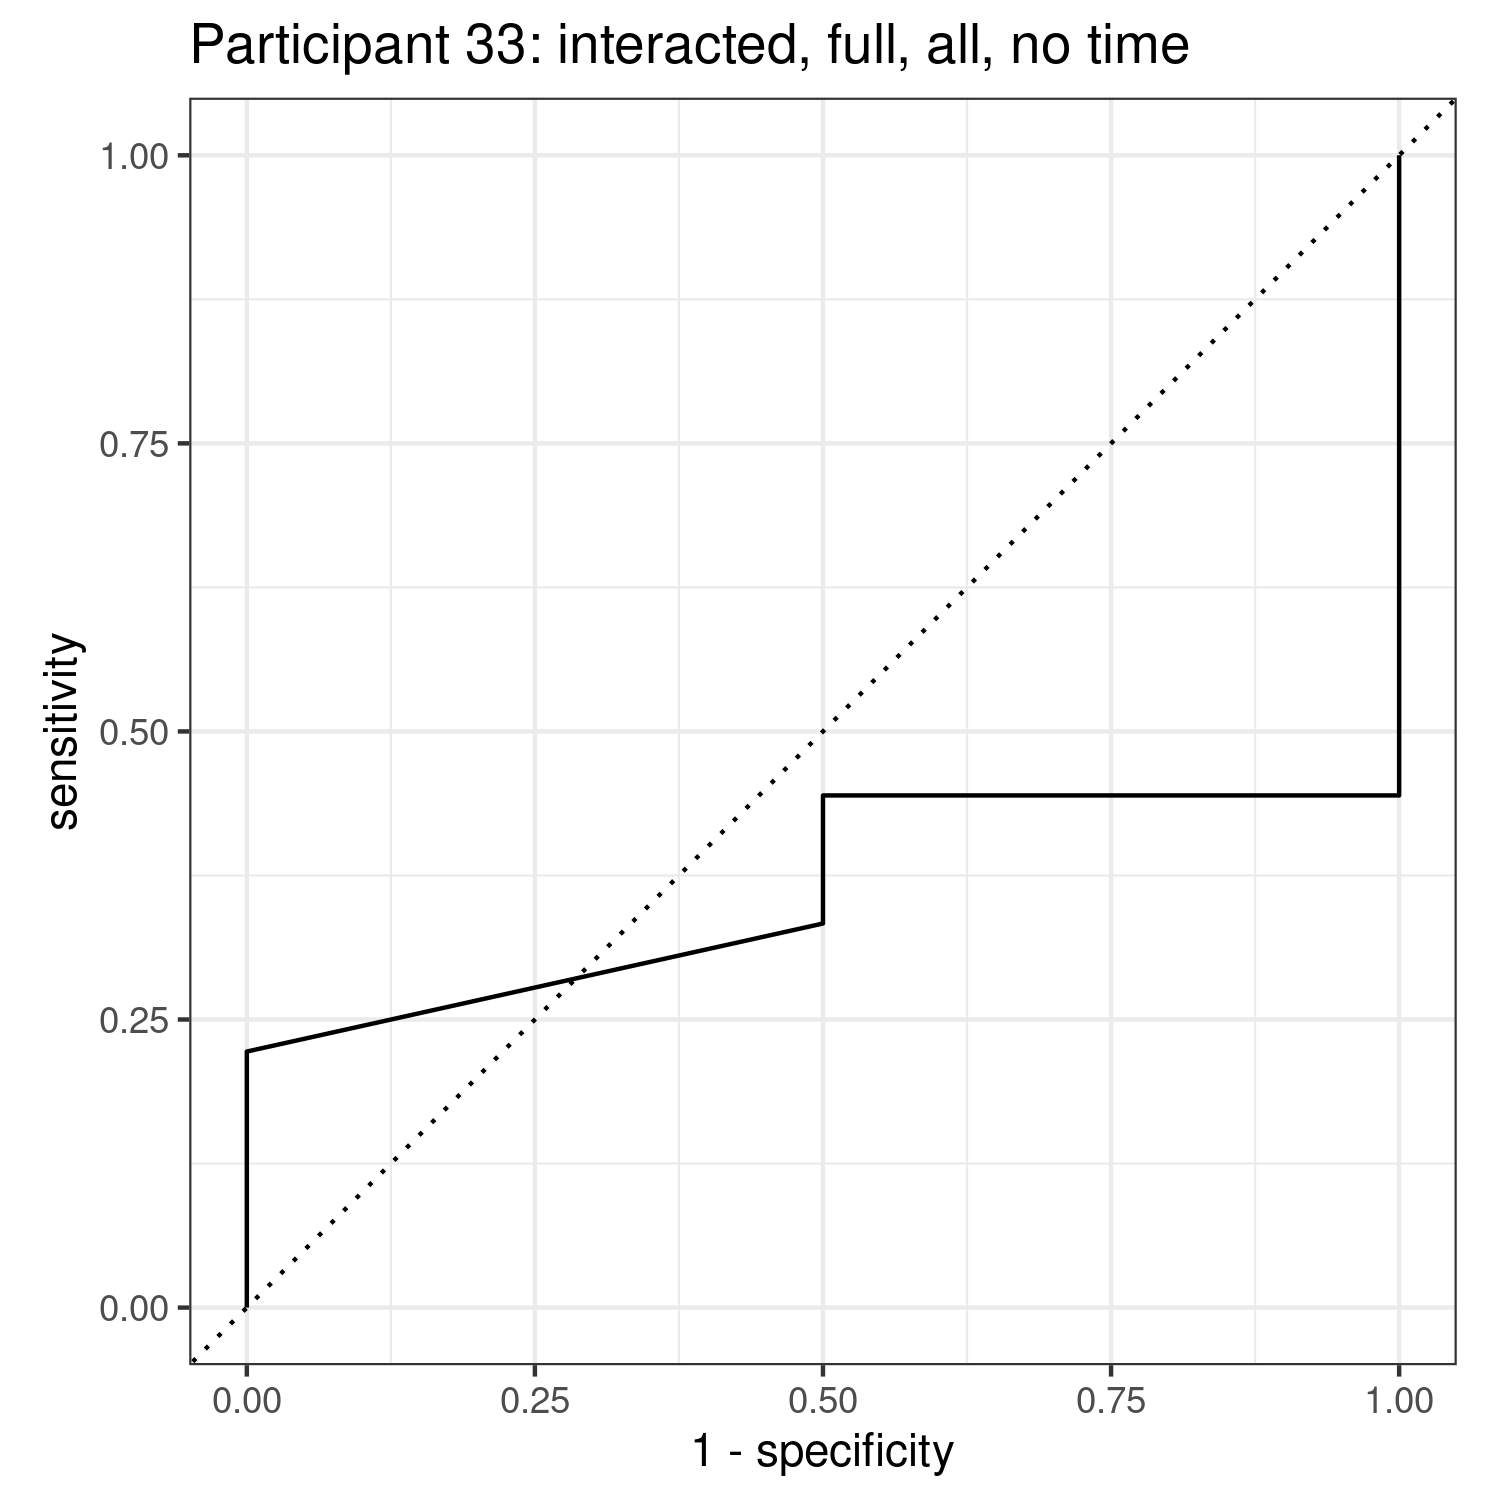 Participant 33: interacted, full, all, no time
sensitivity
1.00
0.75
0.50
0.25
0.00
0.00 0.25 0.50 0.75 1.00
1 - specificity